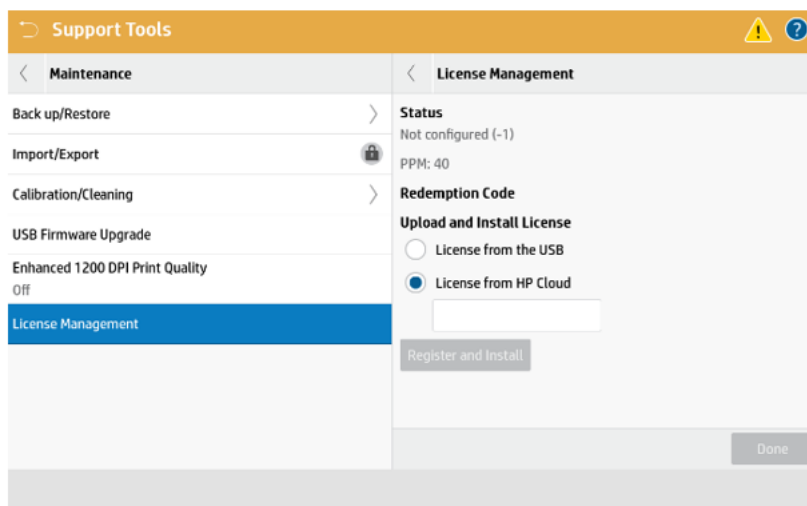 Support Tools
Maintenance
Back up/Restore
Import/Export
Calibration/Cleaning
USB Firmware Upgrade
Enhanced 1200 DPI Print Quality
Off
License Management
License Management
Status
Not configured (-1)
PPM: 40
Redemption Code
Upload and Install License
License from the USB
License from HP Cloud
Register and Install
Done